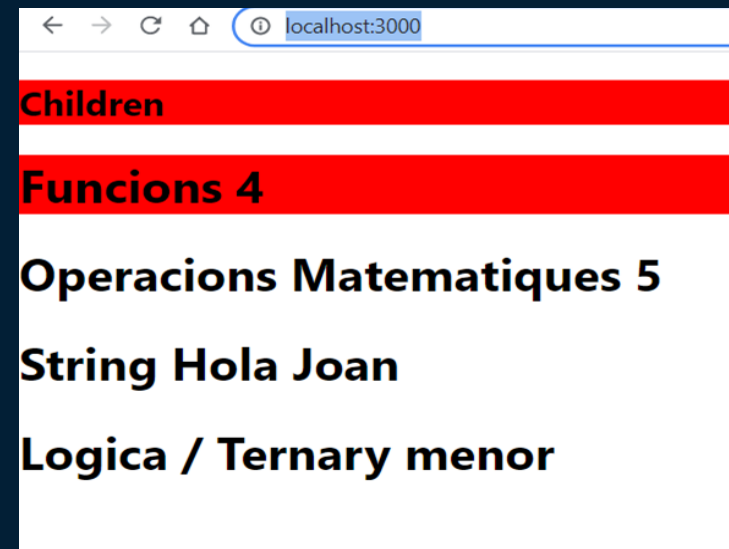 localhost:3000
Children
Funcions 4
Operacions Matematiques 5
String Hola Joan
Logica / Ternary menor